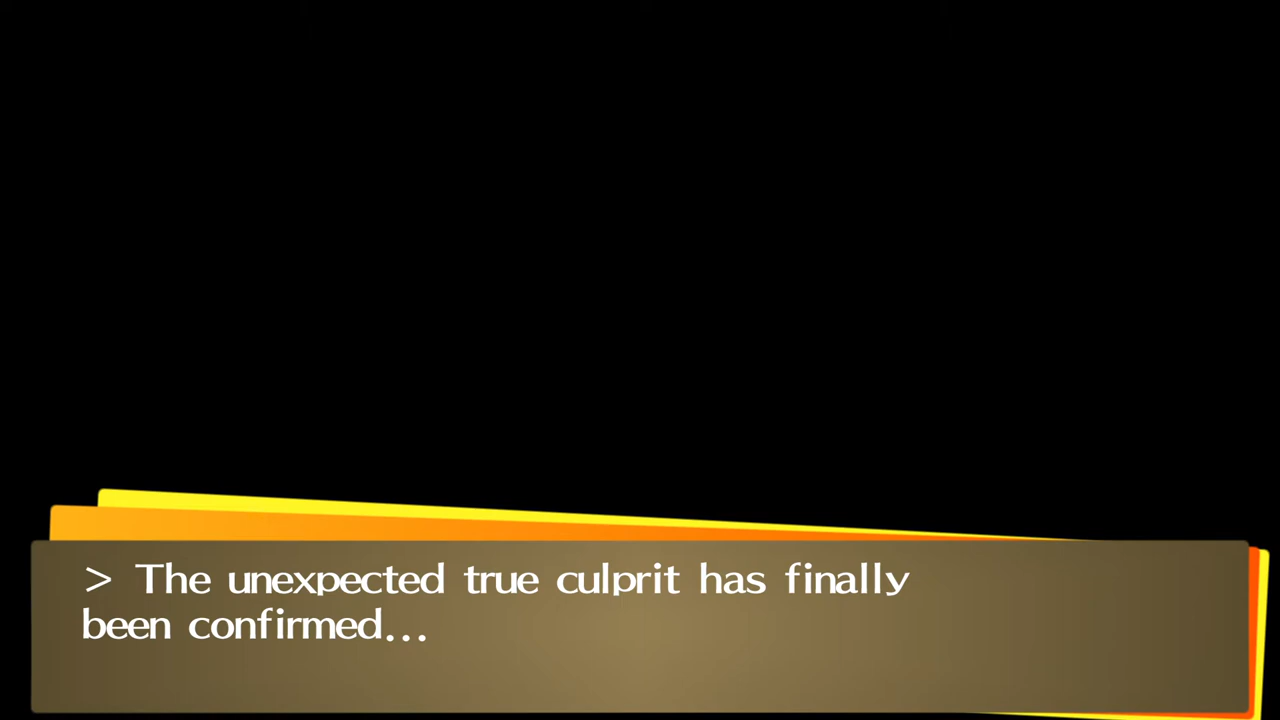 > The unexpected true culprit has finally
been confirmed...